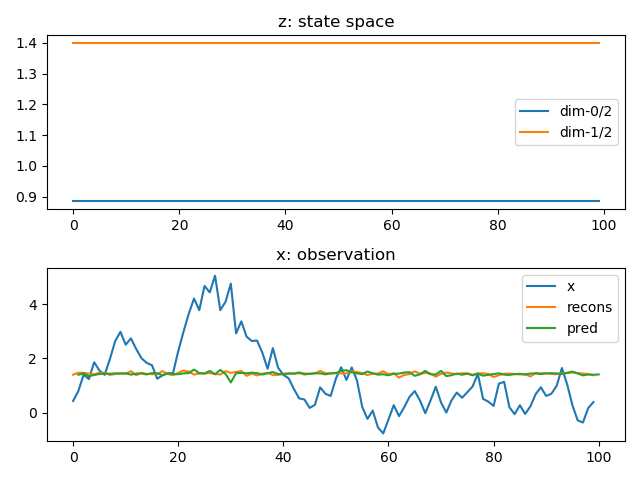 z: state space
1.4
1.3
1.2
1.1
1.0
0.9
dim-0/2
dim-1/2
0 20 40 60 80 100
x: observation
4
2
0
x
recons
pred
0 20 40 60 80 100